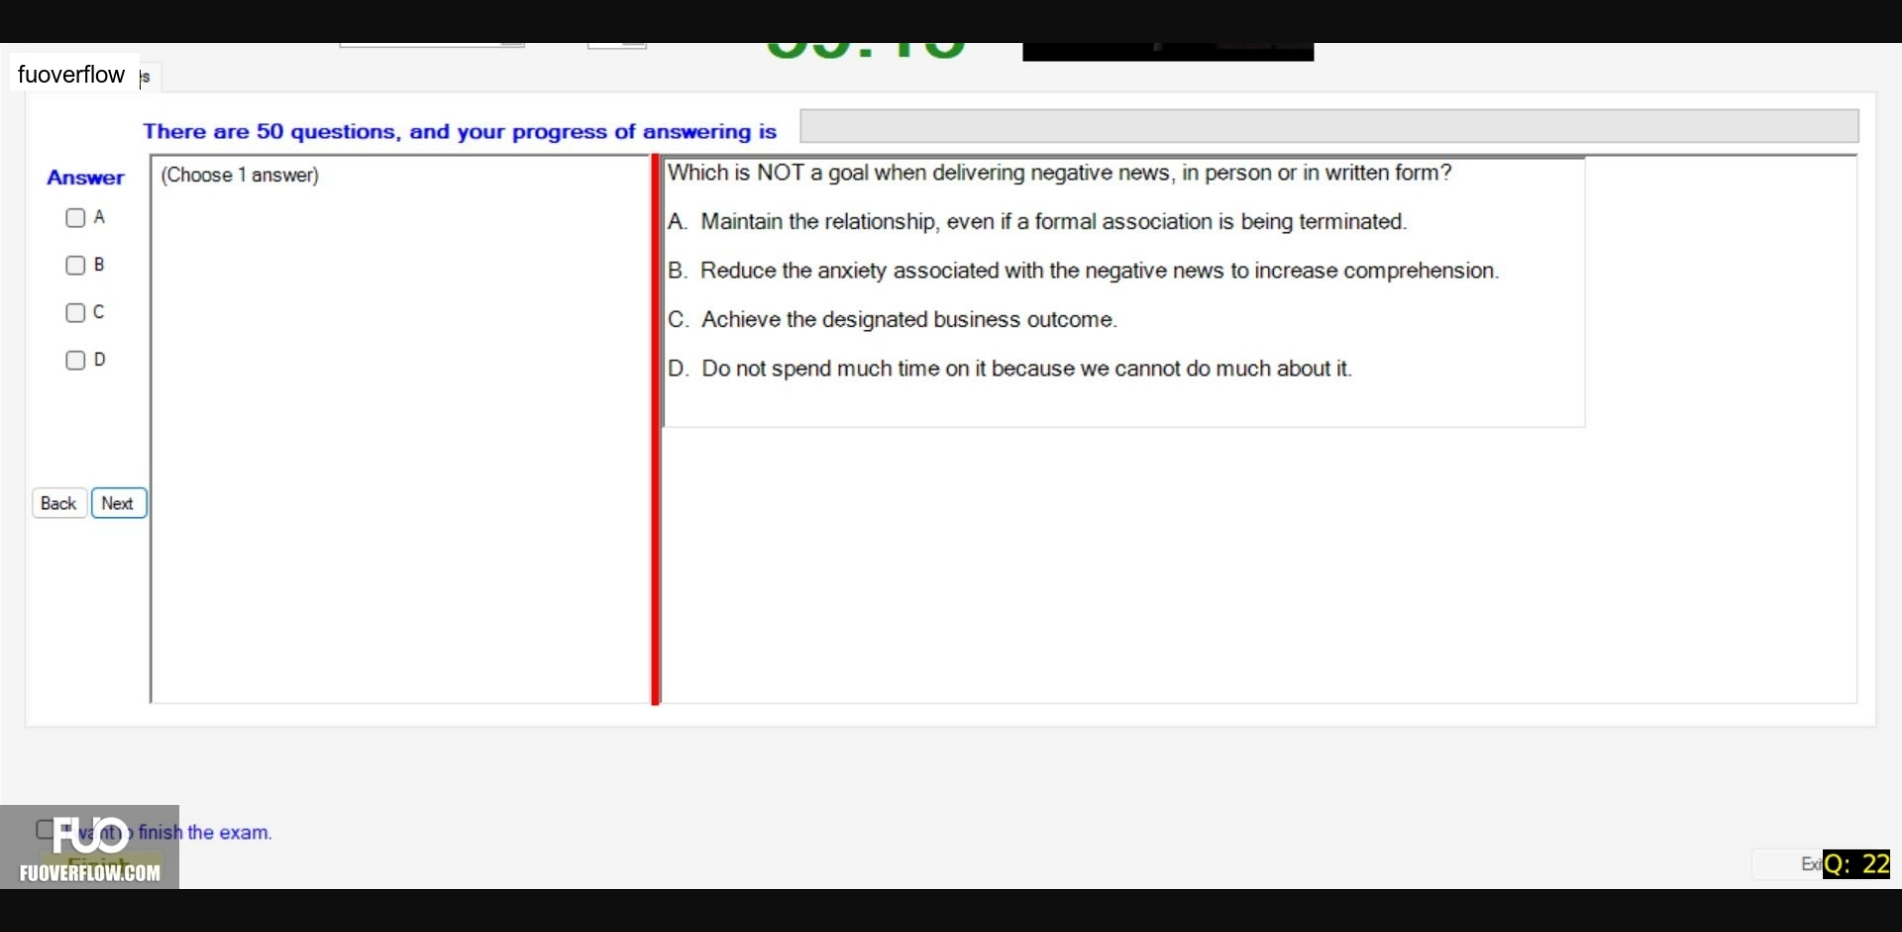 fuoverflow
There are 50 questions, and your progress of answering is
Answer
(Choose 1 answer)
A
B
C
D
Back Next
Which is NOT a goal when delivering negative news, in person or in written form?
A. Maintain the relationship, even if a formal association is being terminated.
B. Reduce the anxiety associated with the negative news to increase comprehension.
C. Achieve the designated business outcome.
D. Do not spend much time on it because we cannot do much about it.
want to finish the exam.
FUO
FUOVERFLOW.COM
Q: 22